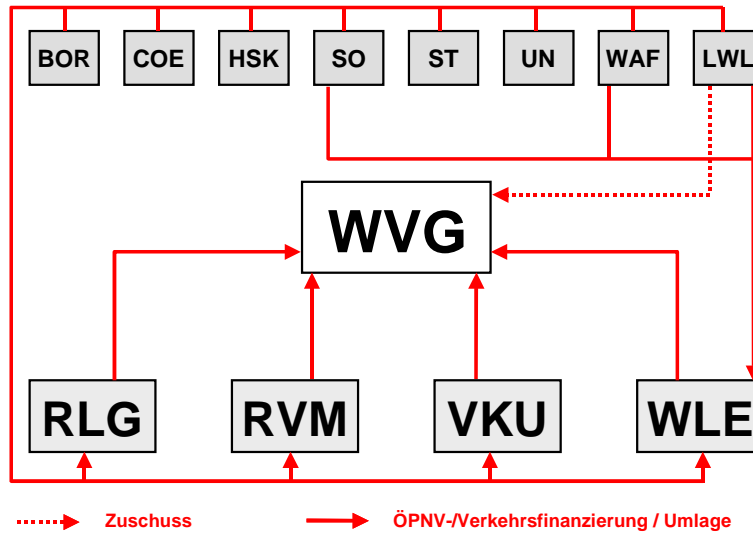 BOR COE HSK SO ST UN WAF LWL
WVG
RLG RVM VKU WLE
Zuschuss ÖPNV-/Verkehrsfinanzierung / Umlage